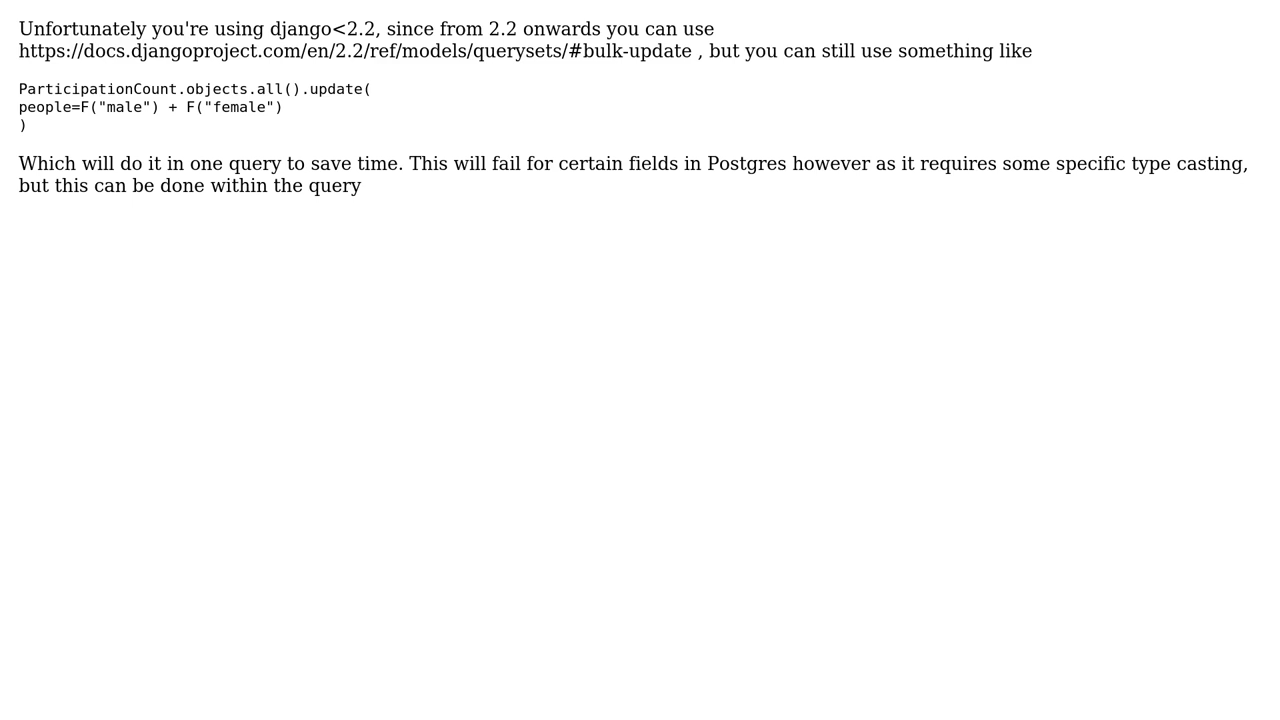 Unfortunately you're using django<2.2, since from 2.2 onwards you can use
https://docs.djangoproject.com/en/2.2/ref/models/querysets/#bulk-update , but you can still use something like
ParticipationCount.objects.all().update(
people=F("male") + F("female")
)
Which will do it in one query to save time. This will fail for certain fields in Postgres however as it requires some specific type casting,
but this can be done within the query